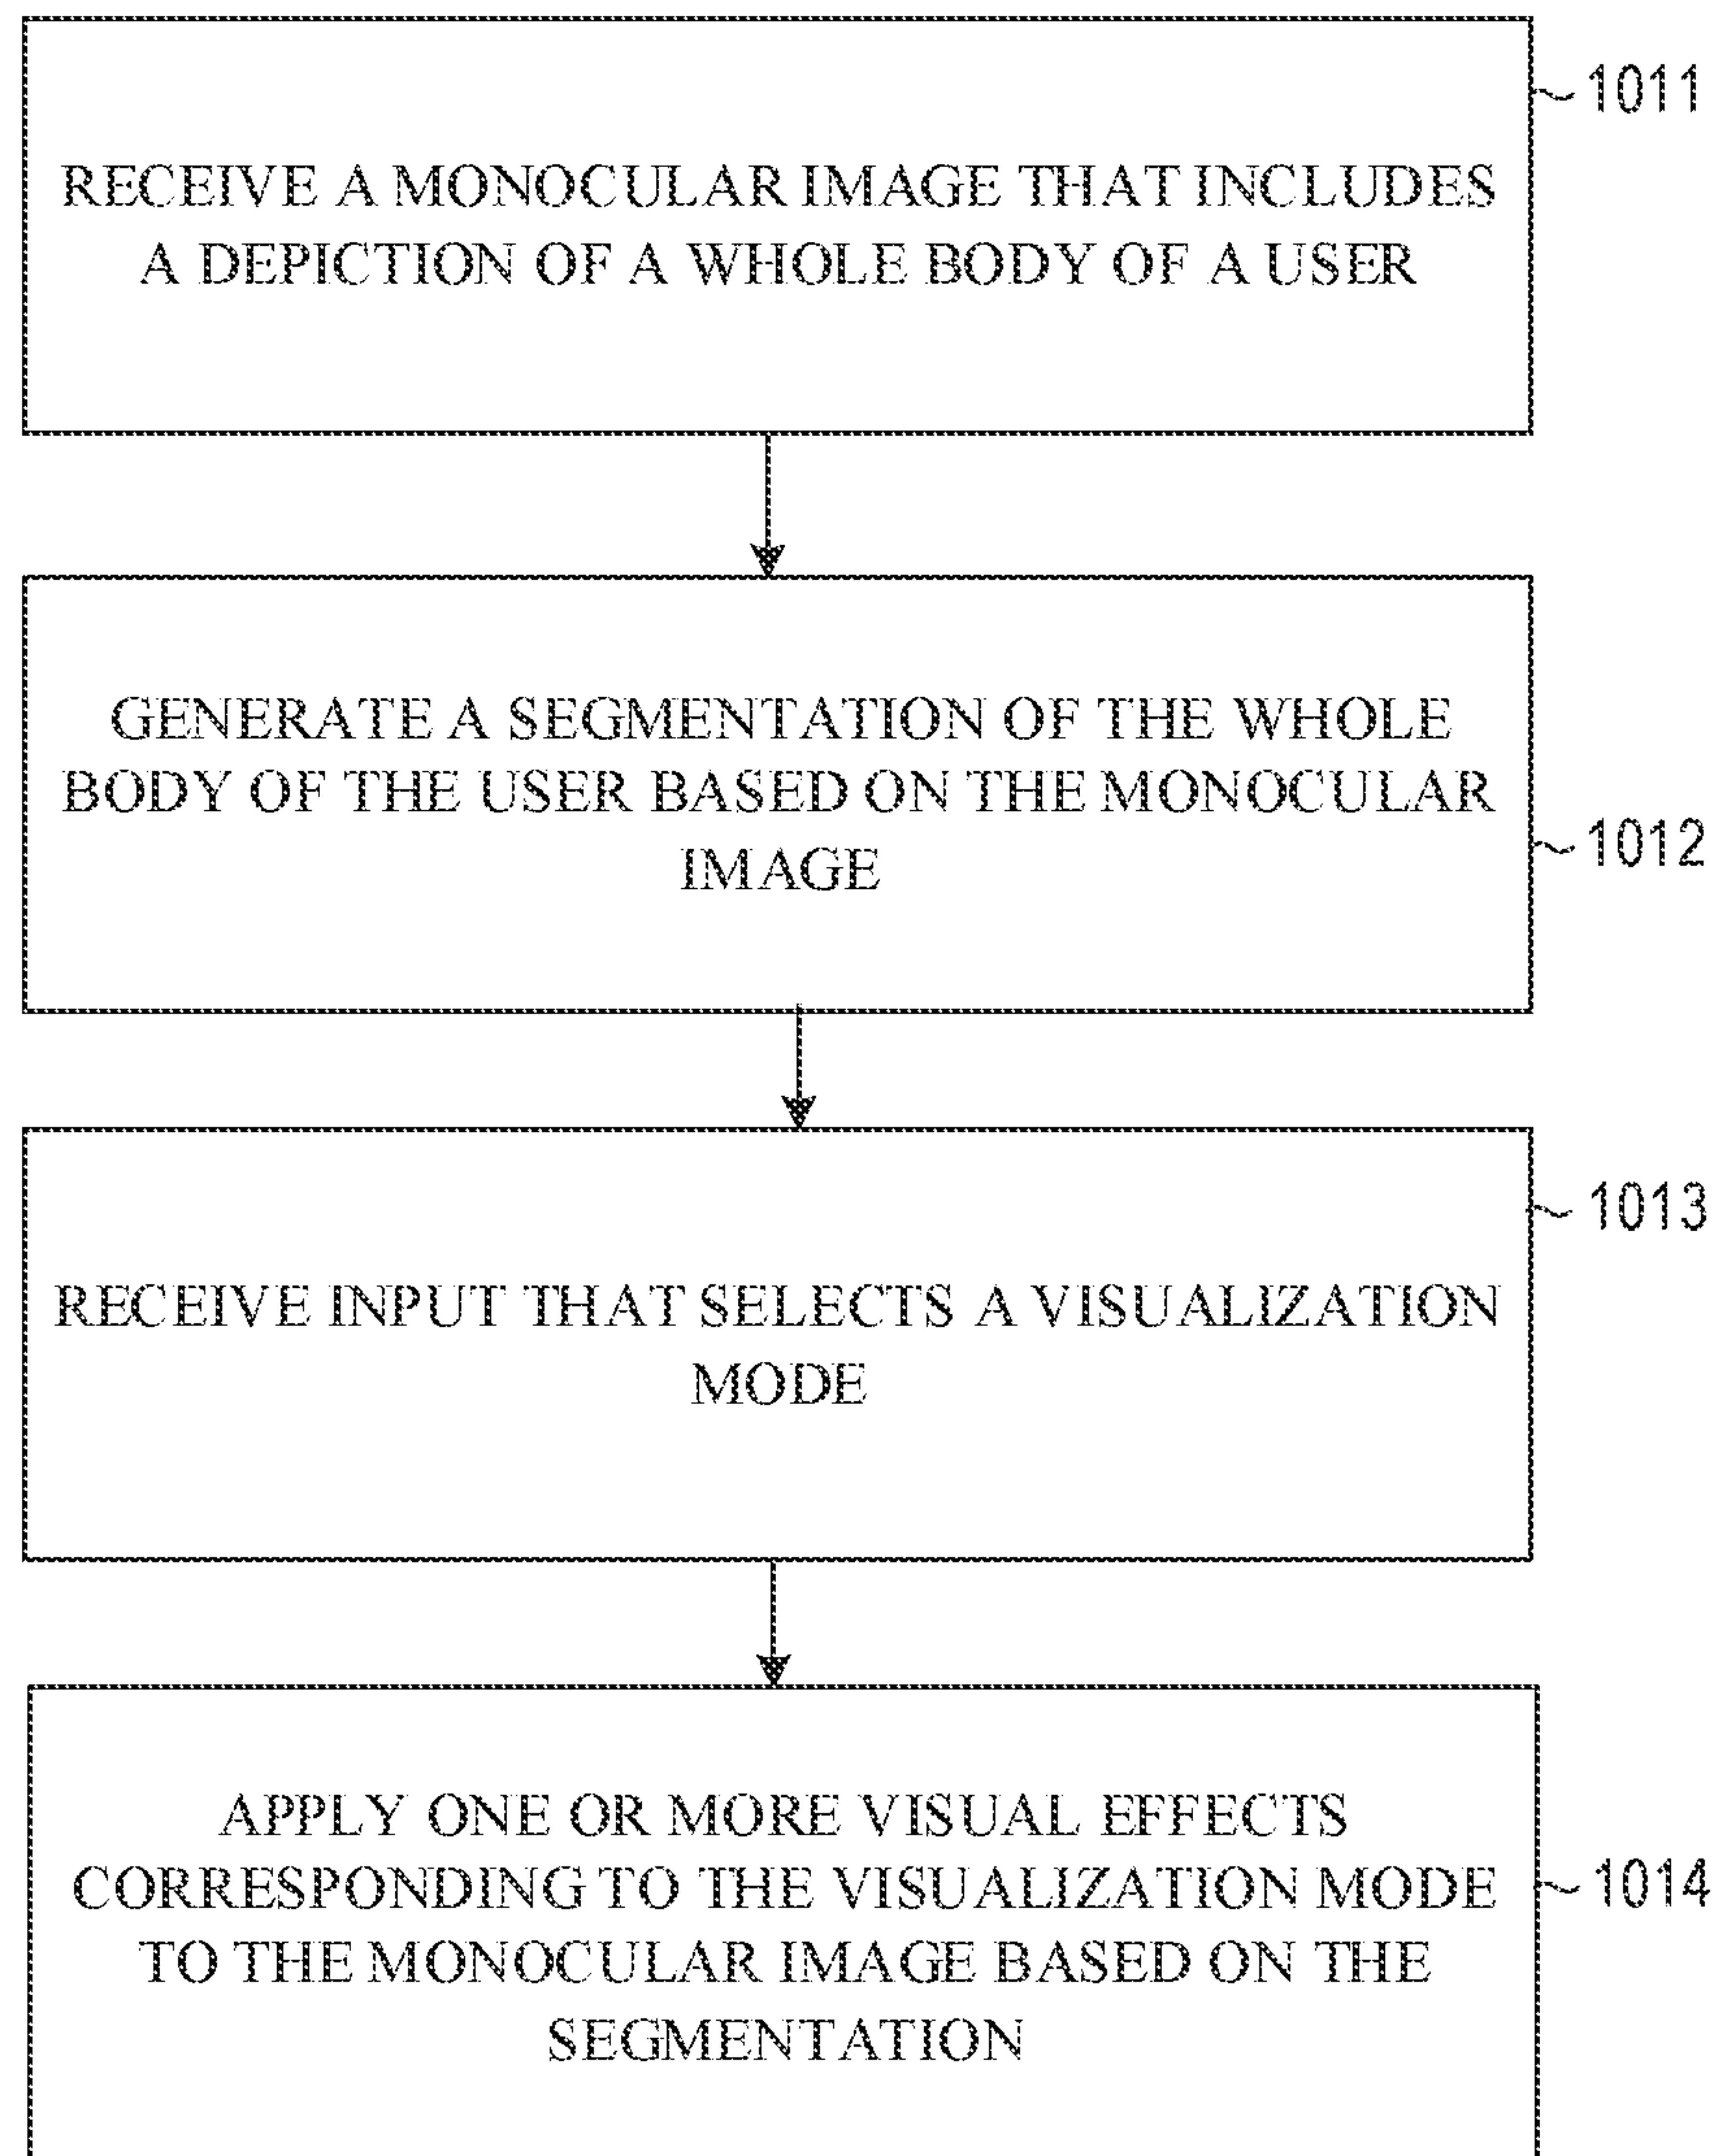 1011
RECEIVE A MONOCULAR IMAGE THAT INCLUDES
A DEPICTION OF A WHOLE BODY OF A USER
GENERATE A SEGMENTATION OF THE WHOLE
BODY OF THE USER BASED ON THE MONOCULAR
1012
IMAGE
1013
RECEIVE INPUT THAT SELECTS A VISUALIZATION
MODE
APPLY ONE OR MORE VISUAL EFFECTS
CORRESPONDING TO THE VISUALIZATION MODE
1014
TO THE MONOCULAR IMAGE BASED ON THE
SEGMENTATION